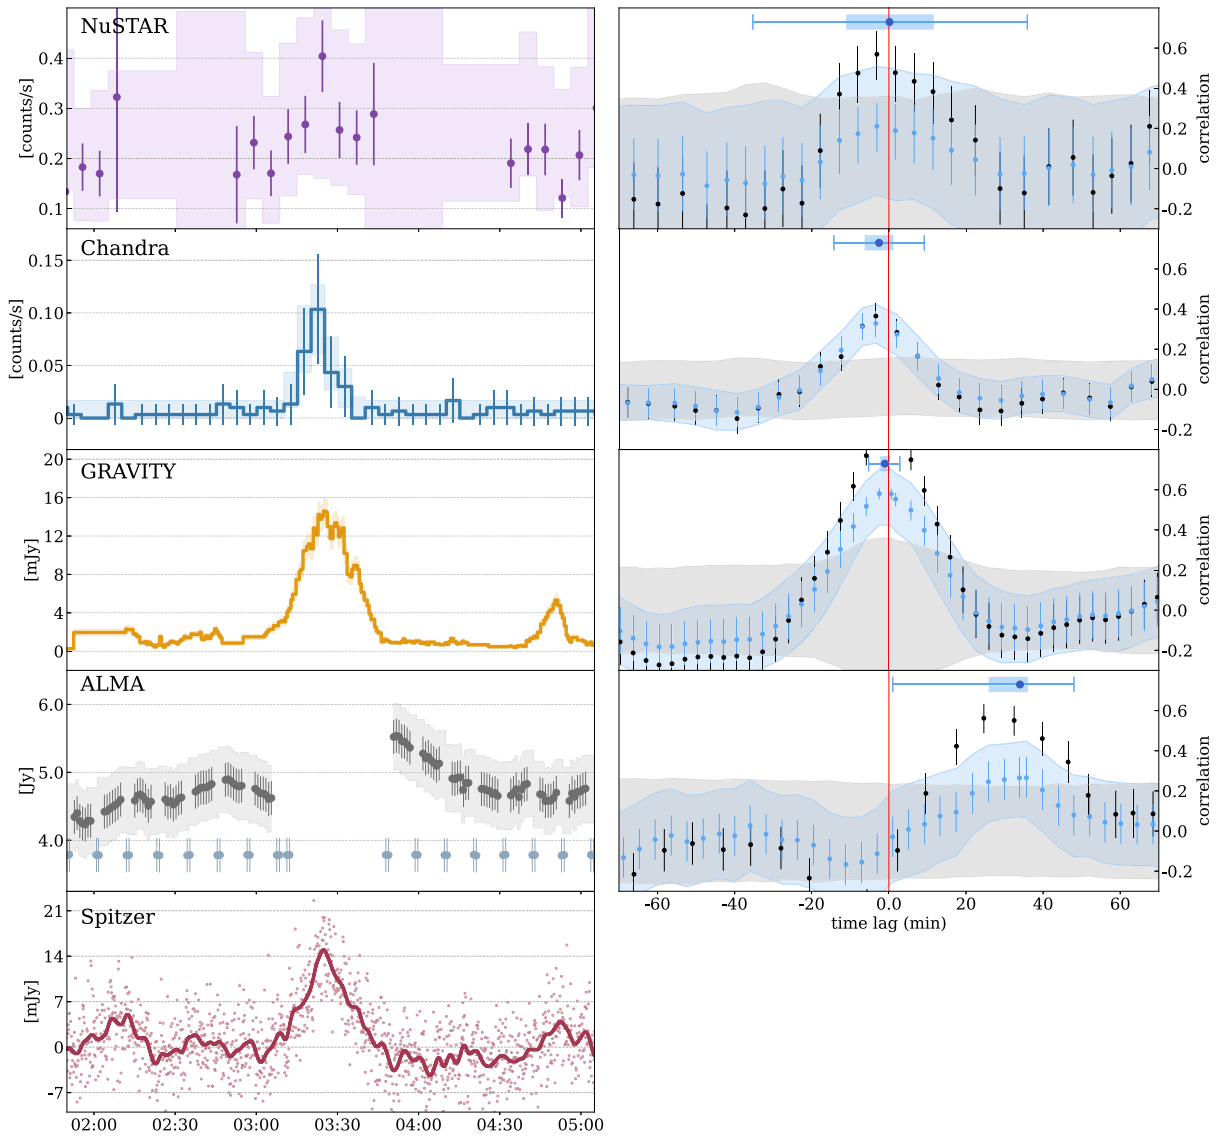 NuSTAR
[counts/s]
0.4
0.3
0.2
0.1
0.6
0.4
0.2
0.0
-0.2
correlation
Chandra
[counts/s]
0.15
0.10
0.05
0
0.6
0.4
0.2
0.0
-0.2
correlation
GRAVITY
[mJy]
20
16
12
8
4
0
0.6
0.4
0.2
0.0
-0.2
correlation
ALMA
[Jy]
6.0
5.0
4.0
0.6
0.4
0.2
0.0
-0.2
correlation
-60 -40 -20 0.0 20 40 60
time lag (min)
Spitzer
[mJy]
21
14
7
0
-7
02:00 02:30 03:00 03:30 04:00 04:30 05:00